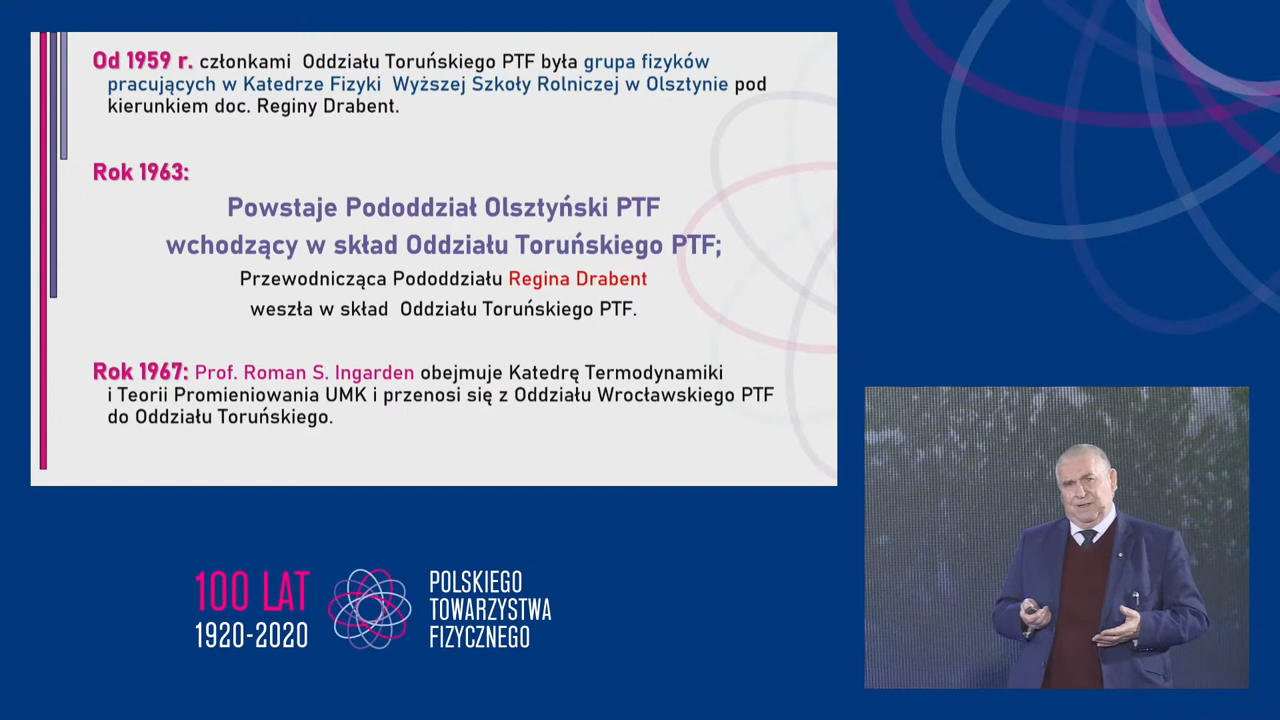 Od 1959 r. członkami Oddziału Toruńskiego PTF była grupa fizyków
pracujących w Katedrze Fizyki Wyższej Szkoły Rolniczej w Olsztynie pod
kierunkiem doc. Reginy Drabent.
Rok 1963:
Powstaje Pododdział Olsztyński PTF
wchodzący w skład Oddziału Toruńskiego PTF;
Przewodnicząca Pododdziału Regina Drabent
weszła w skład Oddziału Toruńskiego PTF.
Rok 1967: Prof. Roman S. Ingarden obejmuje Katedrę Termodynamiki
i Teorii Promieniowania UMK i przenosi się z Oddziału Wrocławskiego PTF
do Oddziału Toruńskiego.
100 LAT
1920-2020
POLSKIEGO
TOWARZYSTWA
FIZYCZNEGO